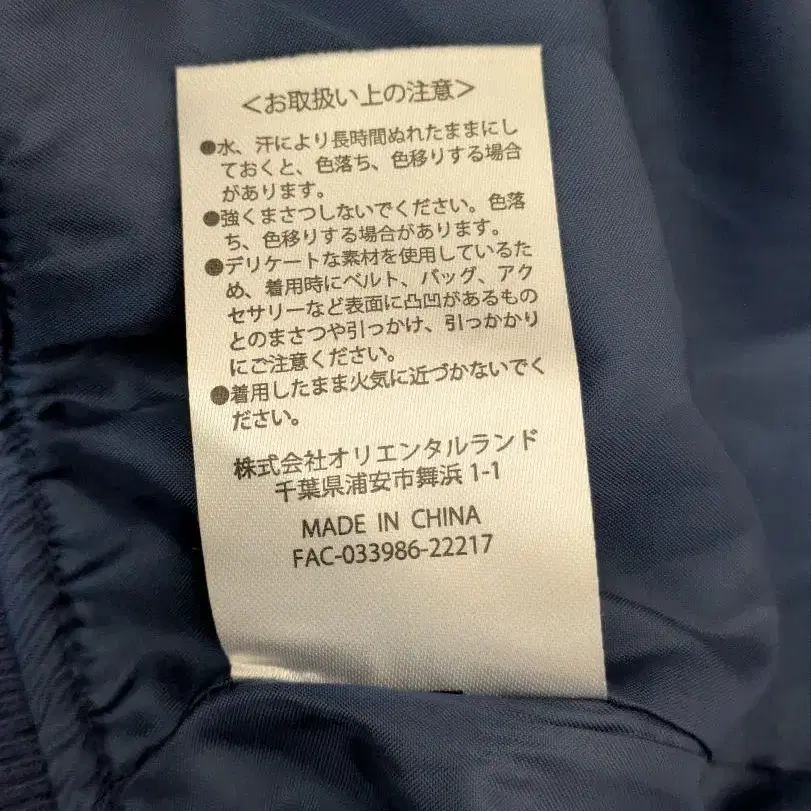 ＜お取扱い上の注意＞
●水、汗により長時間ぬれたままにし
ておくと、色落ち、色移りする場合
があります。
●強くまさつしないでください。色落
ち、色移りする場合があります。
●デリケートな素材を使用しているた
め、着用時にベルト、バッグ、アク
セサリーなど表面に凸凹があるもの
とのまさつや引っかけ、引っかかり
にご注意ください。
●着用したまま火気に近づかないでく
ださい。
株式会社オリエンタルランド
千葉県浦安市舞浜 1-1
MADE IN CHINA
FAC-033986-22217